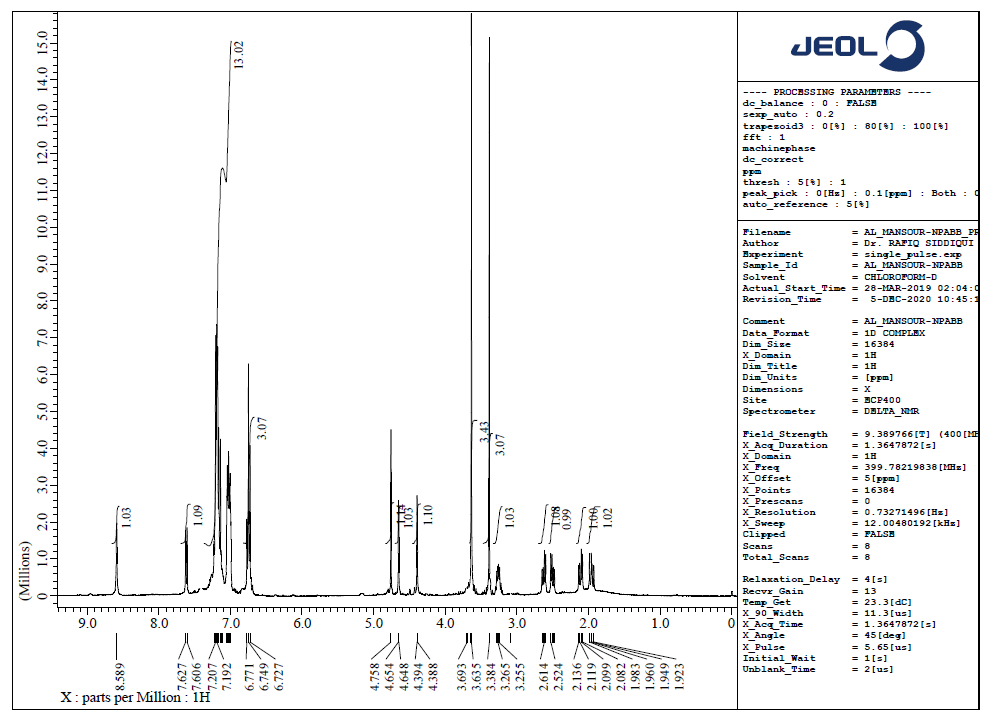 15.0
14.0
13.0
12.0
11.0
10.0
9.0
8.0
7.0
6.0
5.0
4.0
3.0
2.0
1.0
0
(Millions)
13.02
3.07
1.03
1.09
1.14
1.03
1.10
3.43
3.07
1.03
1.08
0.99
1.00
1.02
9.0 8.0 7.0 6.0 5.0 4.0 3.0 2.0 1.0 0
8.589
7.627
7.606
7.207
7.192
6.771
6.749
6.727
4.758
4.654
4.648
4.394
4.388
3.693
3.635
3.384
3.265
3.255
2.614
2.524
2.136
2.119
2.099
2.082
1.983
1.960
1.949
1.923
X : parts per Million : 1H
JEOL
---- PROCESSING PARAMETERS ----
dc_balance : 0 : FALSE
sexp_auto : 0.2
trapezoid3 : 0[%] : 80[%] : 100[%]
fft : 1
machinephase
dc_correct
ppm
thresh : 5[%] : 1
peak_pick : 0[Hz] : 0.1[ppm] : Both : 0
auto_reference : 5[%]
Filename = AL_MANSOUR-NPABB_PR
Author = Dr. RAFIQ SIDDIQUI
Experiment = single_pulse.exp
Sample_Id = AL_MANSOUR-NPABB
Solvent = CHLOROFORM-D
Actual_Start_Time = 28-MAR-2019 02:04:0
Revision_Time = 5-DEC-2020 10:45:1
Comment = AL_MANSOUR-NPABB
Data_Format = 1D COMPLEX
Dim_Size = 16384
X_Domain = 1H
Dim_Title = 1H
Dim_Units = [ppm]
Dimensions = X
Site = ECP400
Spectrometer = DELTA_NMR
Field_Strength = 9.389766[T] (400[MH
X_Acq_Duration = 1.3647872[s]
X_Domain = 1H
X_Freq = 399.78219838[MHz]
X_Offset = 5[ppm]
X_Points = 16384
X_Prescans = 0
X_Resolution = 0.73271496[Hz]
X_Sweep = 12.00480192[kHz]
Clipped = FALSE
Scans = 8
Total_Scans = 8
Relaxation_Delay = 4[s]
Recvr_Gain = 13
Temp_Get = 23.3[dC]
X_90_Width = 11.3[us]
X_Acq_Time = 1.3647872[s]
X_Angle = 45[deg]
X_Pulse = 5.65[us]
Initial_Wait = 1[s]
Unblank_Time = 2[us]